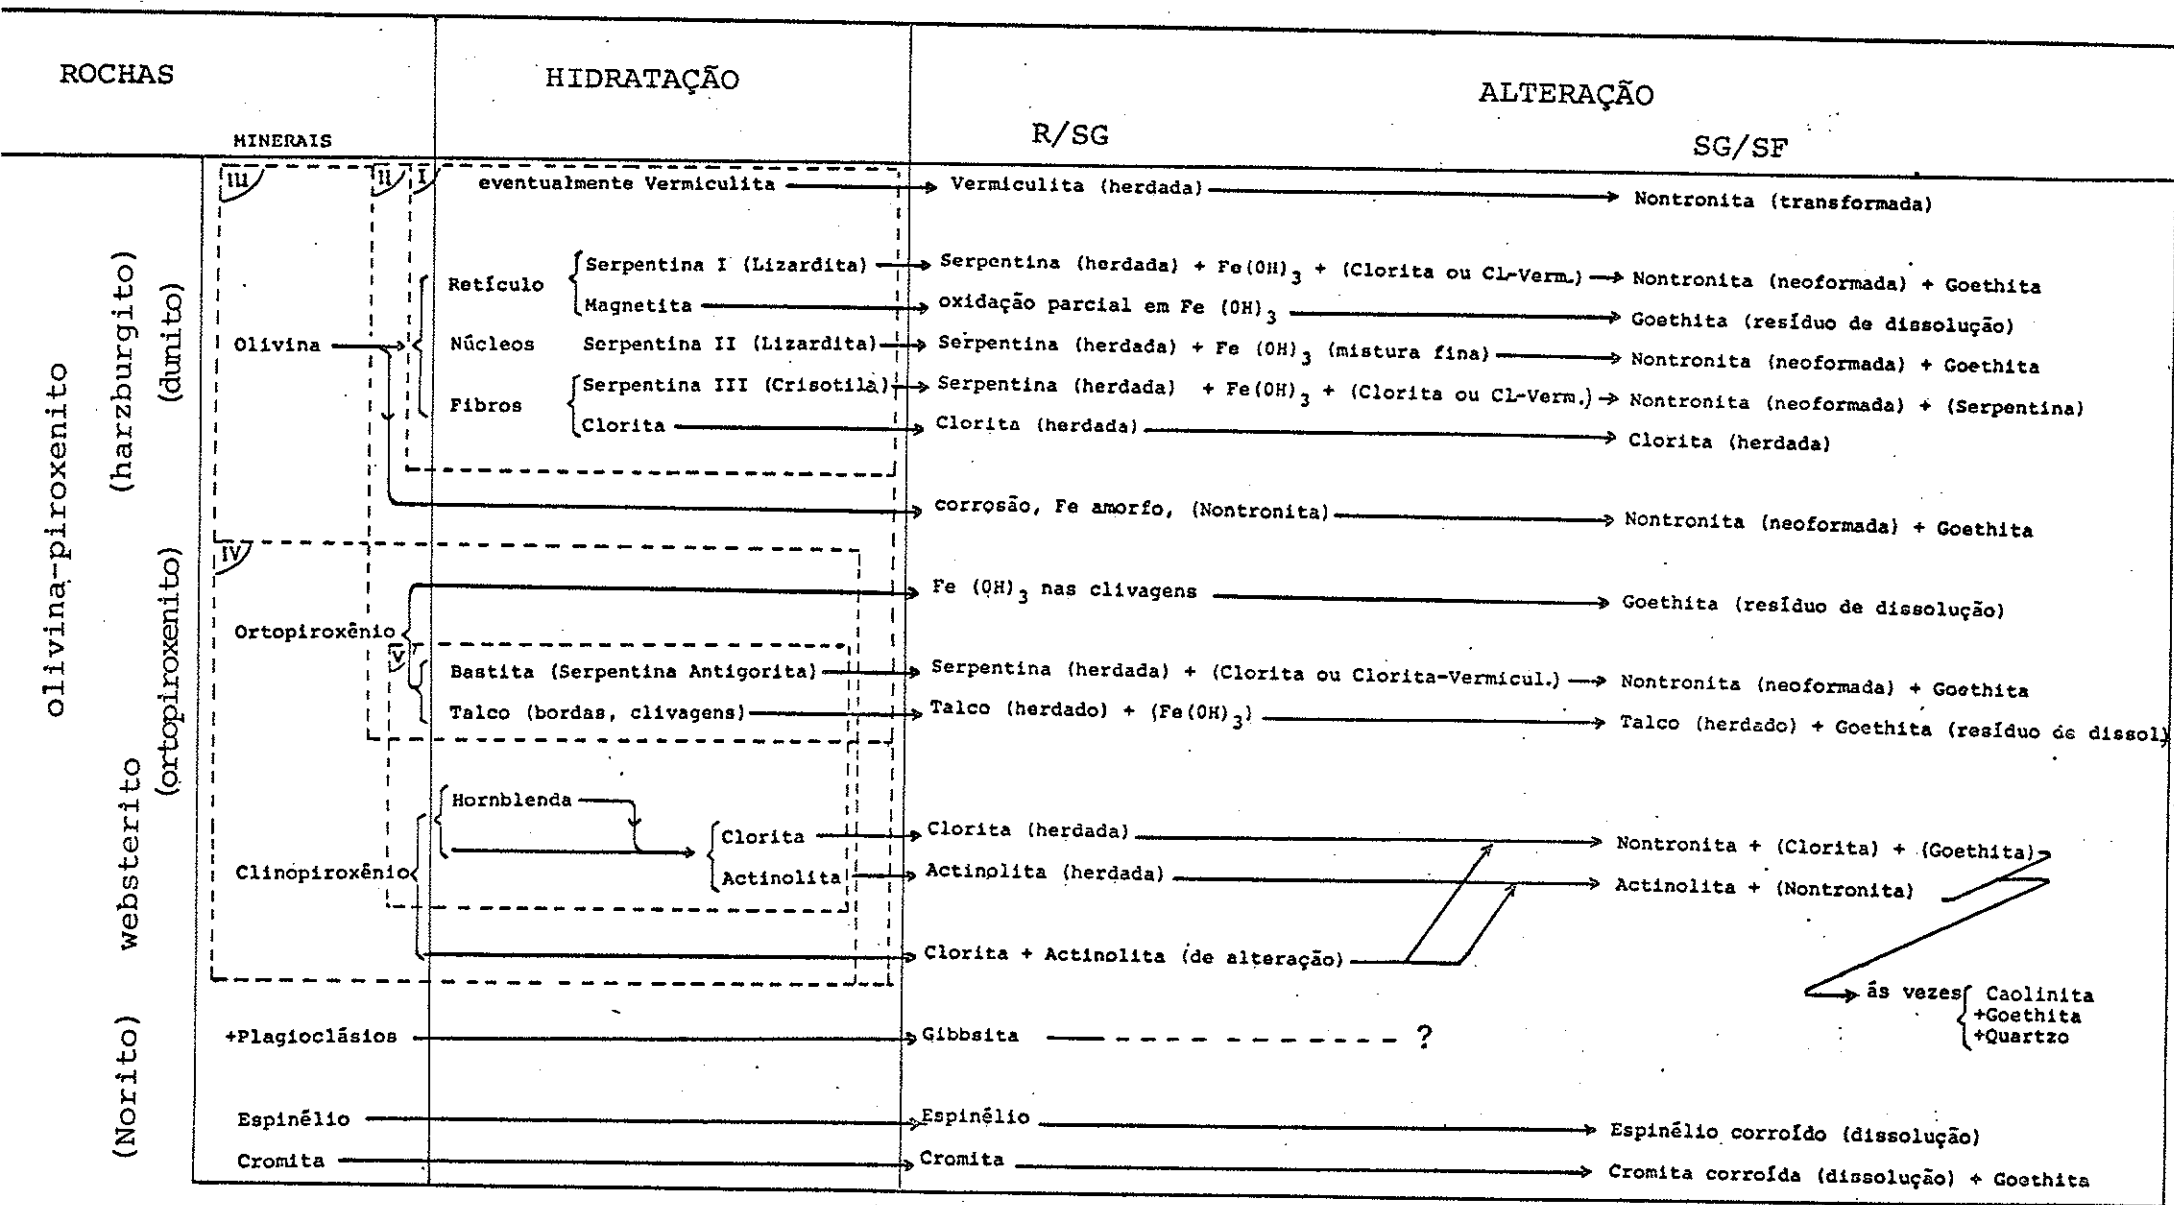 ROCHAS
HIDRATAÇÃO
ALTERAÇÃO
MINERAIS
R/SG
SG/SF
III
II
I
eventualmente Vermiculita
Vermiculita (herdada)
Nontronita (transformada)
olivina-piroxenito
(harzburgito)
(dunito)
(ortopiroxenito)
websterito
(Norito)
Olivina
Retículo
Serpentina I (Lizardita)
Serpentina (herdada) + Fe(OH)3 + (Clorita ou Cl-Verm.)
Nontronita (neoformada) + Goethita
Magnetita
oxidação parcial em Fe (OH)3
Goethita (resíduo de dissolução)
Núcleos
Serpentina II (Lizardita)
Serpentina (herdada) + Fe (OH)3 (mistura fina)
Nontronita (neoformada) + Goethita
Fibros
Serpentina III (Crisotila)
Serpentina (herdada) + Fe(OH)3 + (Clorita ou Cl-Verm.)
Nontronita (neoformada) + (Serpentina)
Clorita
Clorita (herdada)
Clorita (herdada)
corrosão, Fe amorfo, (Nontronita)
Nontronita (neoformada) + Goethita
IV
Ortopiroxênio
Fe (OH)3 nas clivagens
Goethita (resíduo de dissolução)
V
Bastita (Serpentina Antigorita)
Serpentina (herdada) + (Clorita ou Clorita-Vermicul.)
Nontronita (neoformada) + Goethita
Talco (bordas, clivagens)
Talco (herdado) + (Fe(OH)3)
Talco (herdado) + Goethita (resíduo de dissol)
Clinopiroxênio
Hornblenda
Clorita
Clorita (herdada)
Nontronita + (Clorita) + (Goethita)
Actinolita
Actinolita (herdada)
Actinolita + (Nontronita)
Clorita + Actinolita (de alteração)
ás vezes
Caolinita
+Goethita
+Quartzo
+Plagioclásios
Gibbsita
?
Espinélio
Espinélio
Espinélio corroído (dissolução)
Cromita
Cromita
Cromita corroída (dissolução) + Goethita